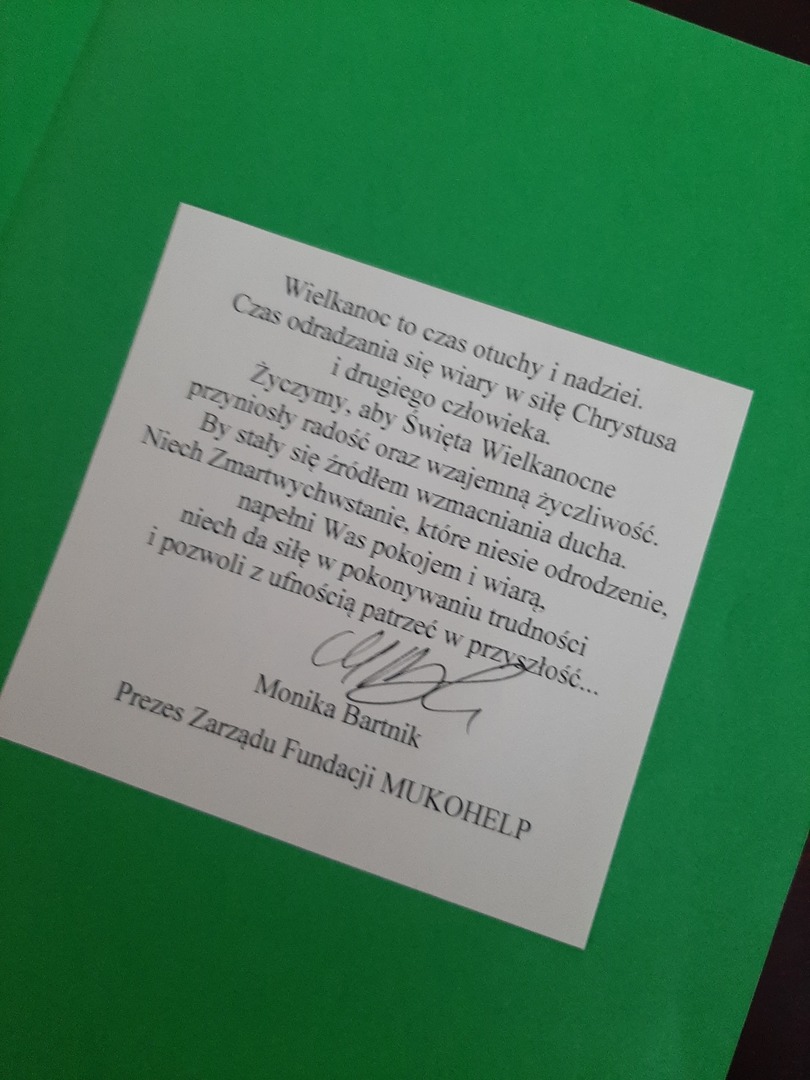 Wielkanoc to czas otuchy i nadziei.
Czas odradzania się wiary w siłę Chrystusa
i drugiego człowieka.
Życzymy, aby Święta Wielkanocne
przyniosły radość oraz wzajemną życzliwość.
By stały się źródłem wzmacniania ducha.
Niech Zmartwychwstanie, które niesie odrodzenie,
napełni Was pokojem i wiarą,
niech da siłę w pokonywaniu trudności
i pozwoli z ufnością patrzeć w przyszłość...
Monika Bartnik
Prezes Zarządu Fundacji MUKOHELP